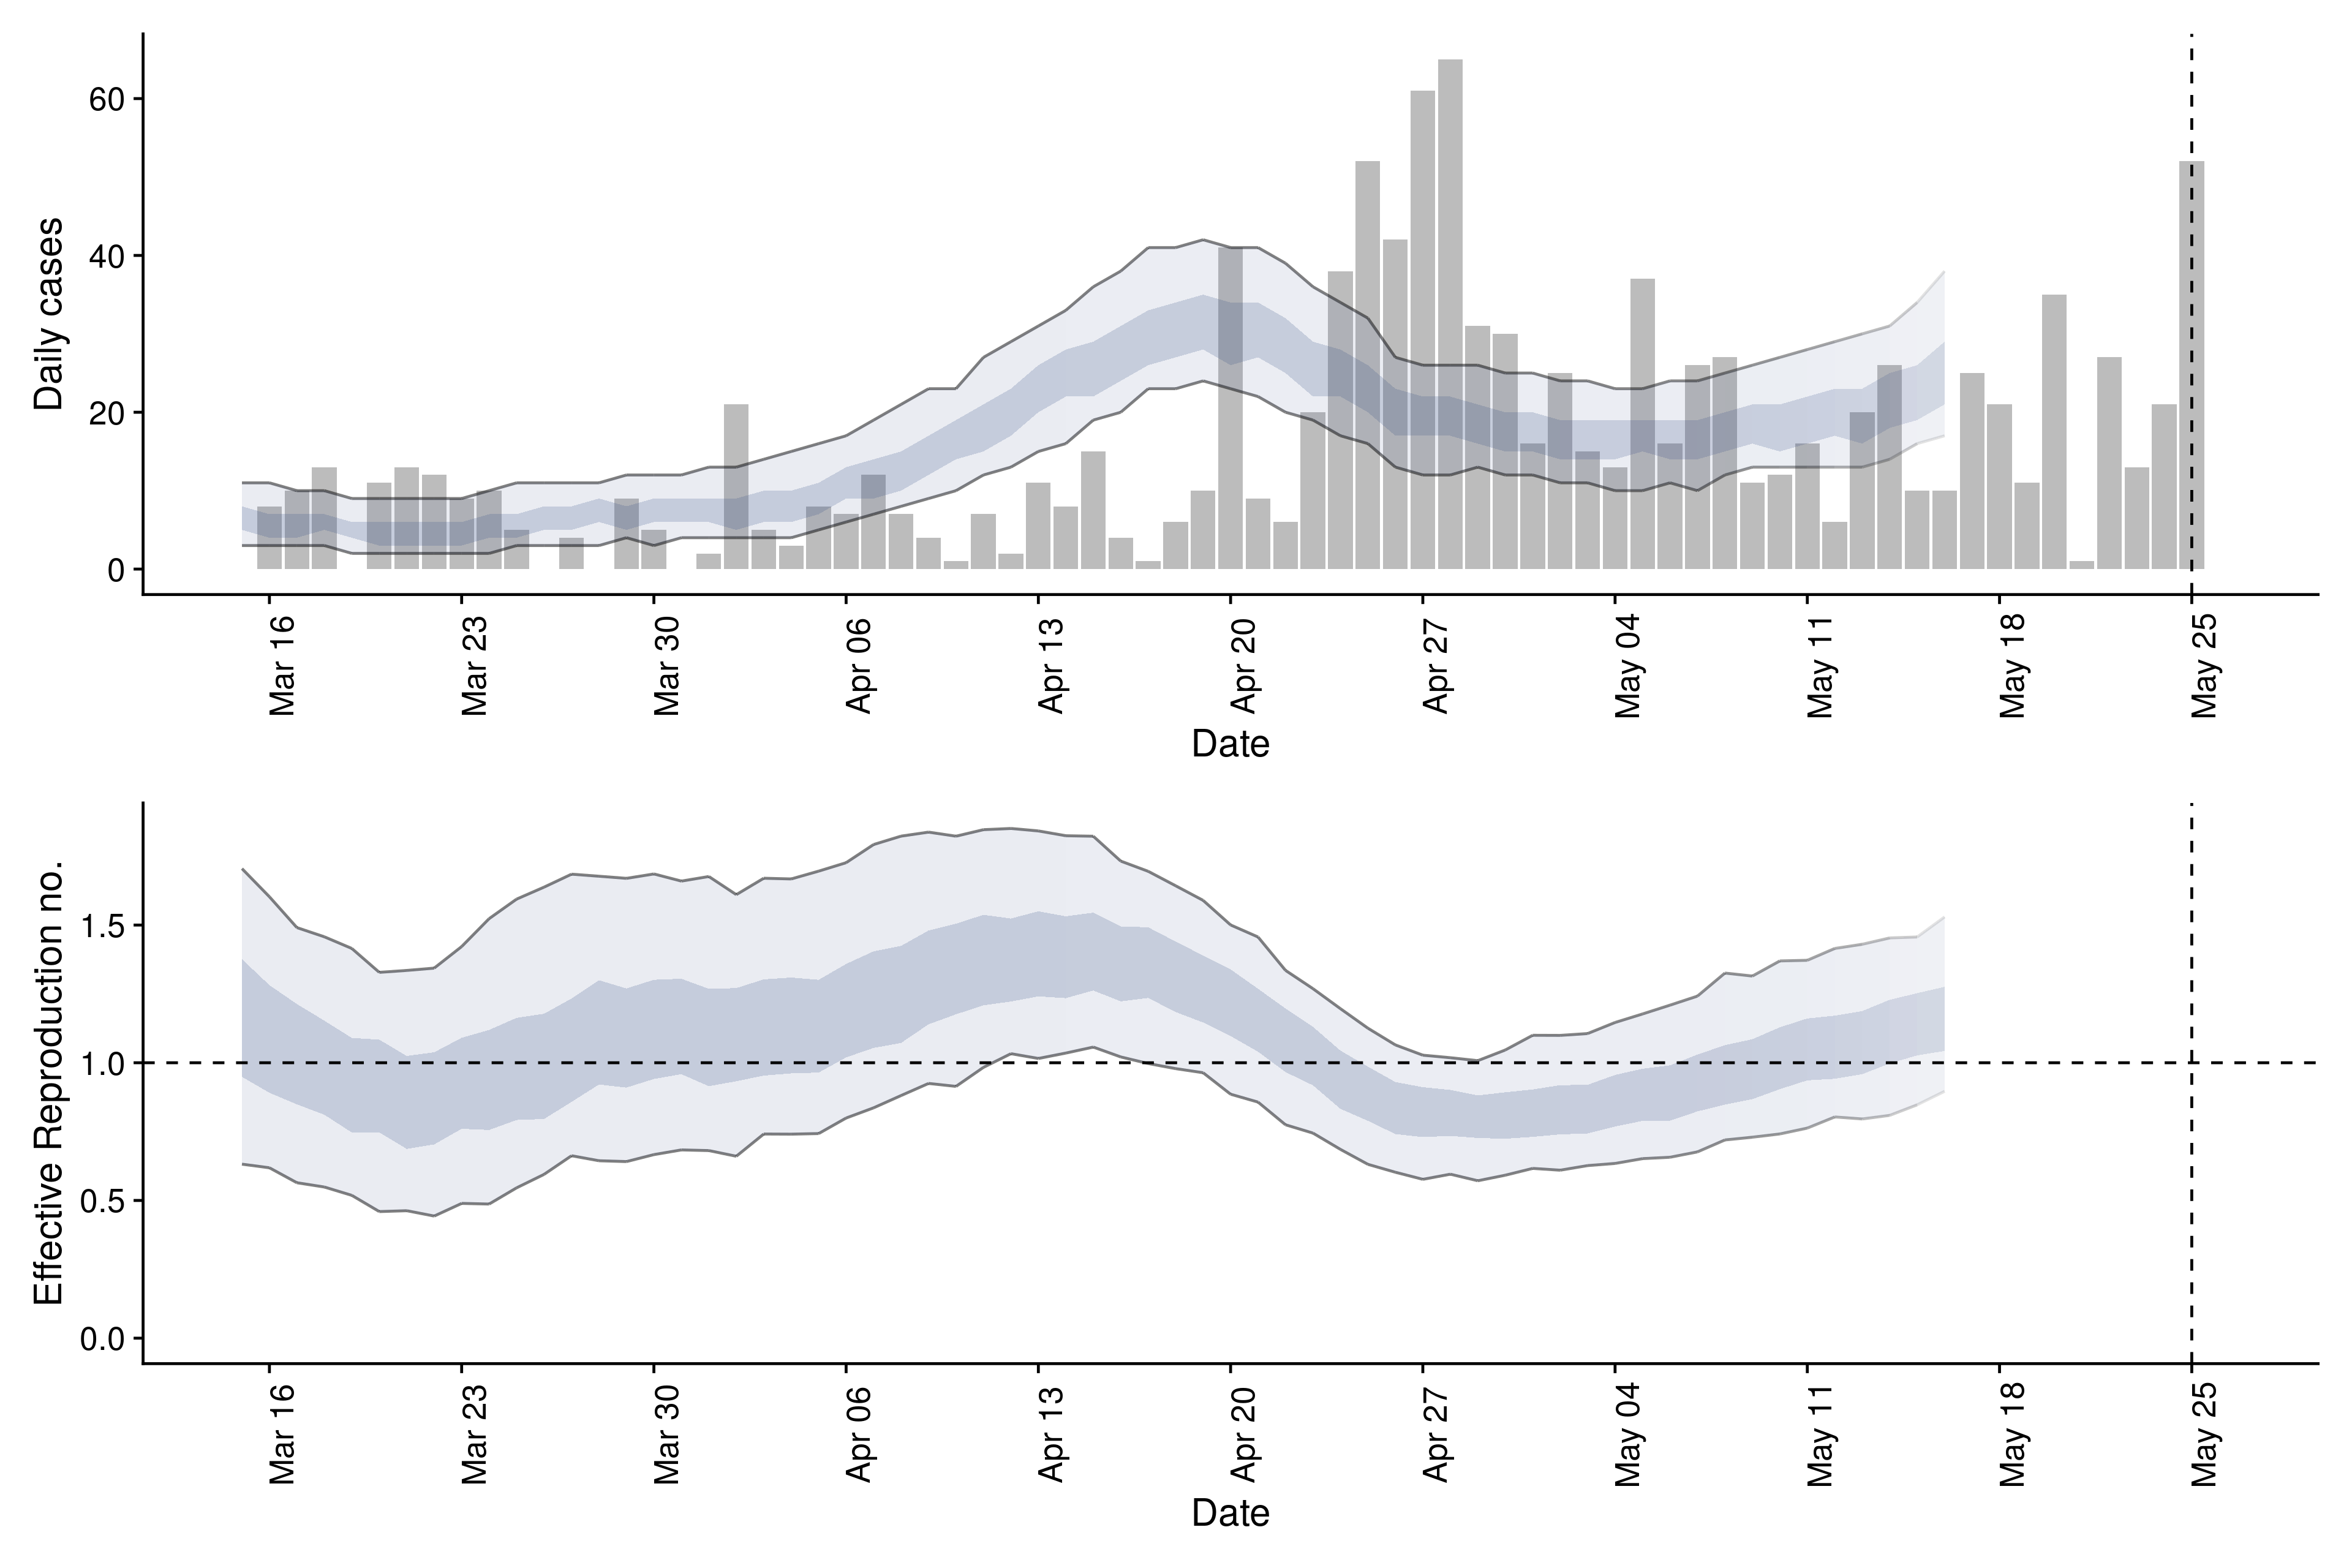 Daily cases
60
40
20
0
Mar 16
Mar 23
Mar 30
Apr 06
Apr 13
Apr 20
Apr 27
May 04
May 11
May 18
May 25
Date
Effective Reproduction no.
1.5
1.0
0.5
0.0
Mar 16
Mar 23
Mar 30
Apr 06
Apr 13
Apr 20
Apr 27
May 04
May 11
May 18
May 25
Date